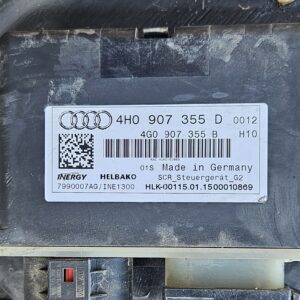 4H0 907 355 D 0012
4G0 907 355 B H10
01S Made in Germany
INERGY HELBAKO SCR_Steuergerät_G2
7990007AG/INE1300 HLK-00115.01.1500010869